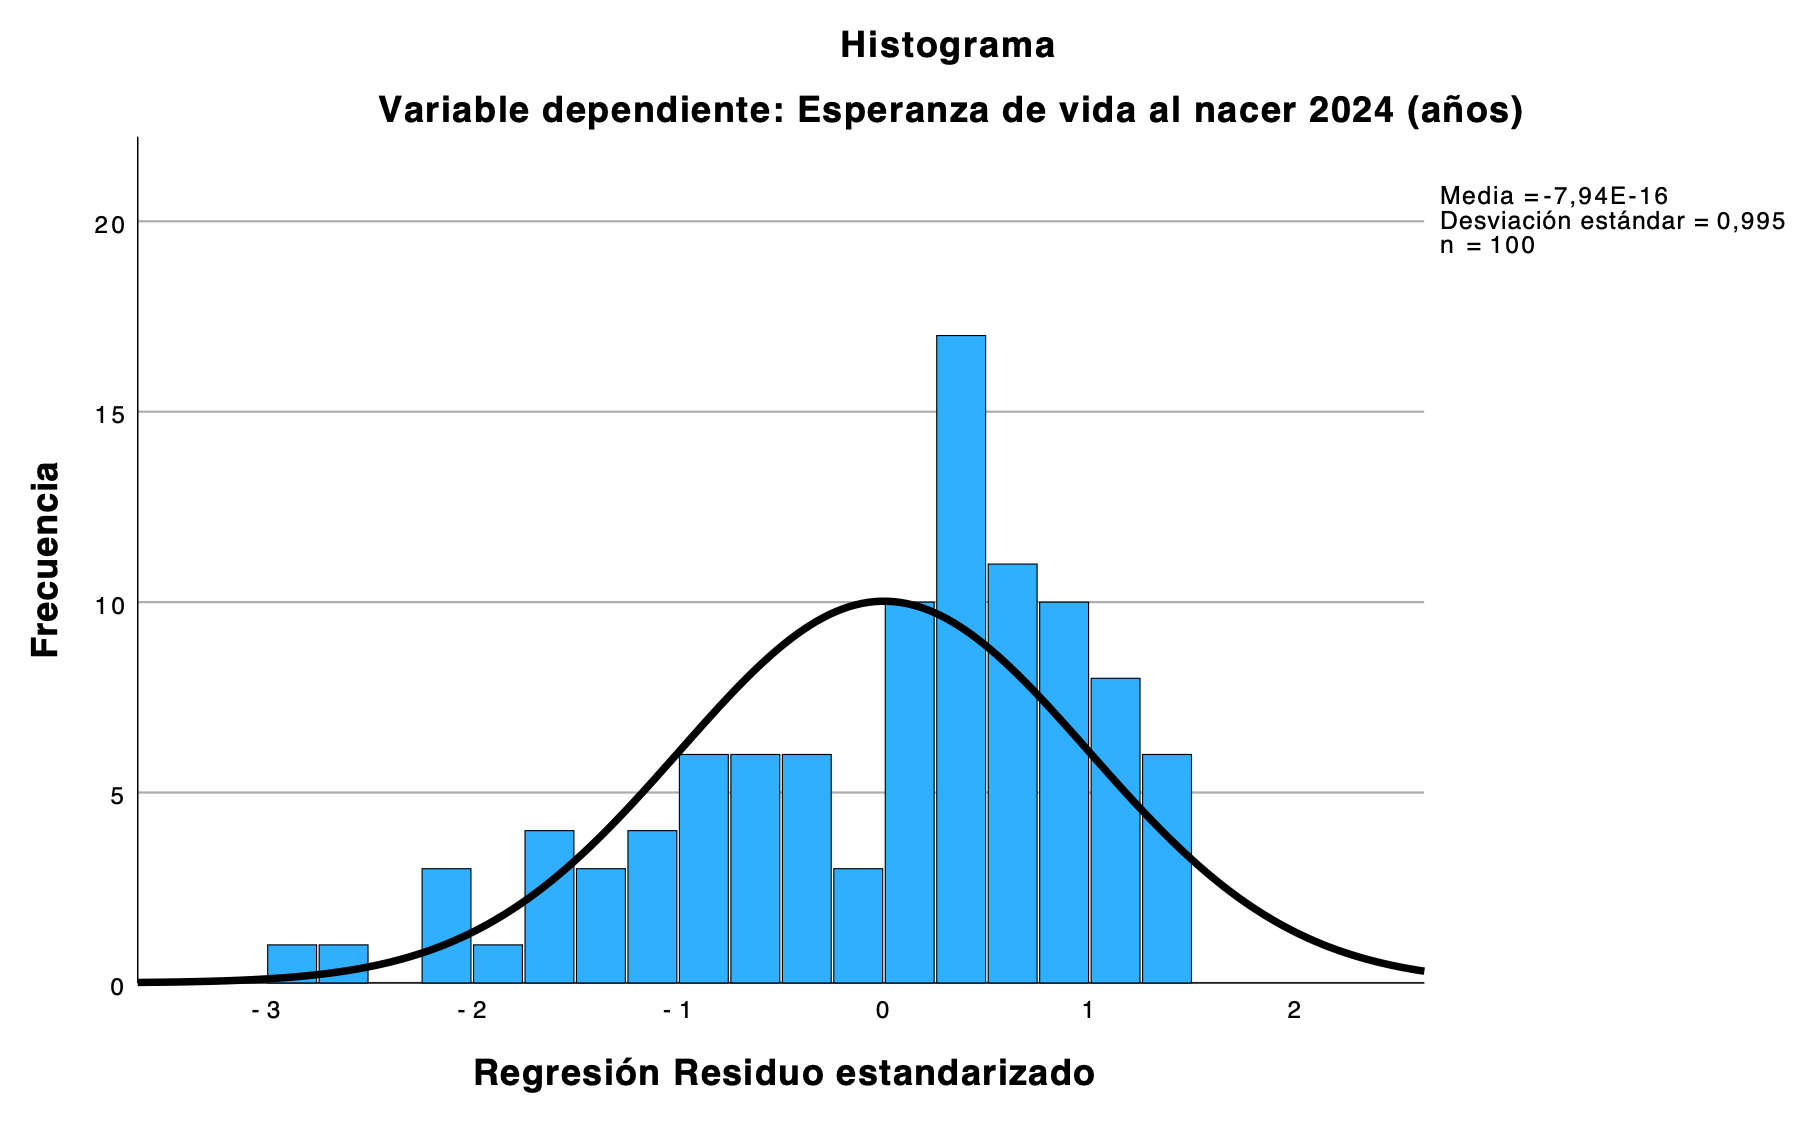 Histograma
Variable dependiente: Esperanza de vida al nacer 2024 (años)
Media =-7,94E-16
Desviación estándar = 0,995
n = 100
Frecuencia
20
15
10
5
0
-3 -2 -1 0 1 2
Regresión Residuo estandarizado